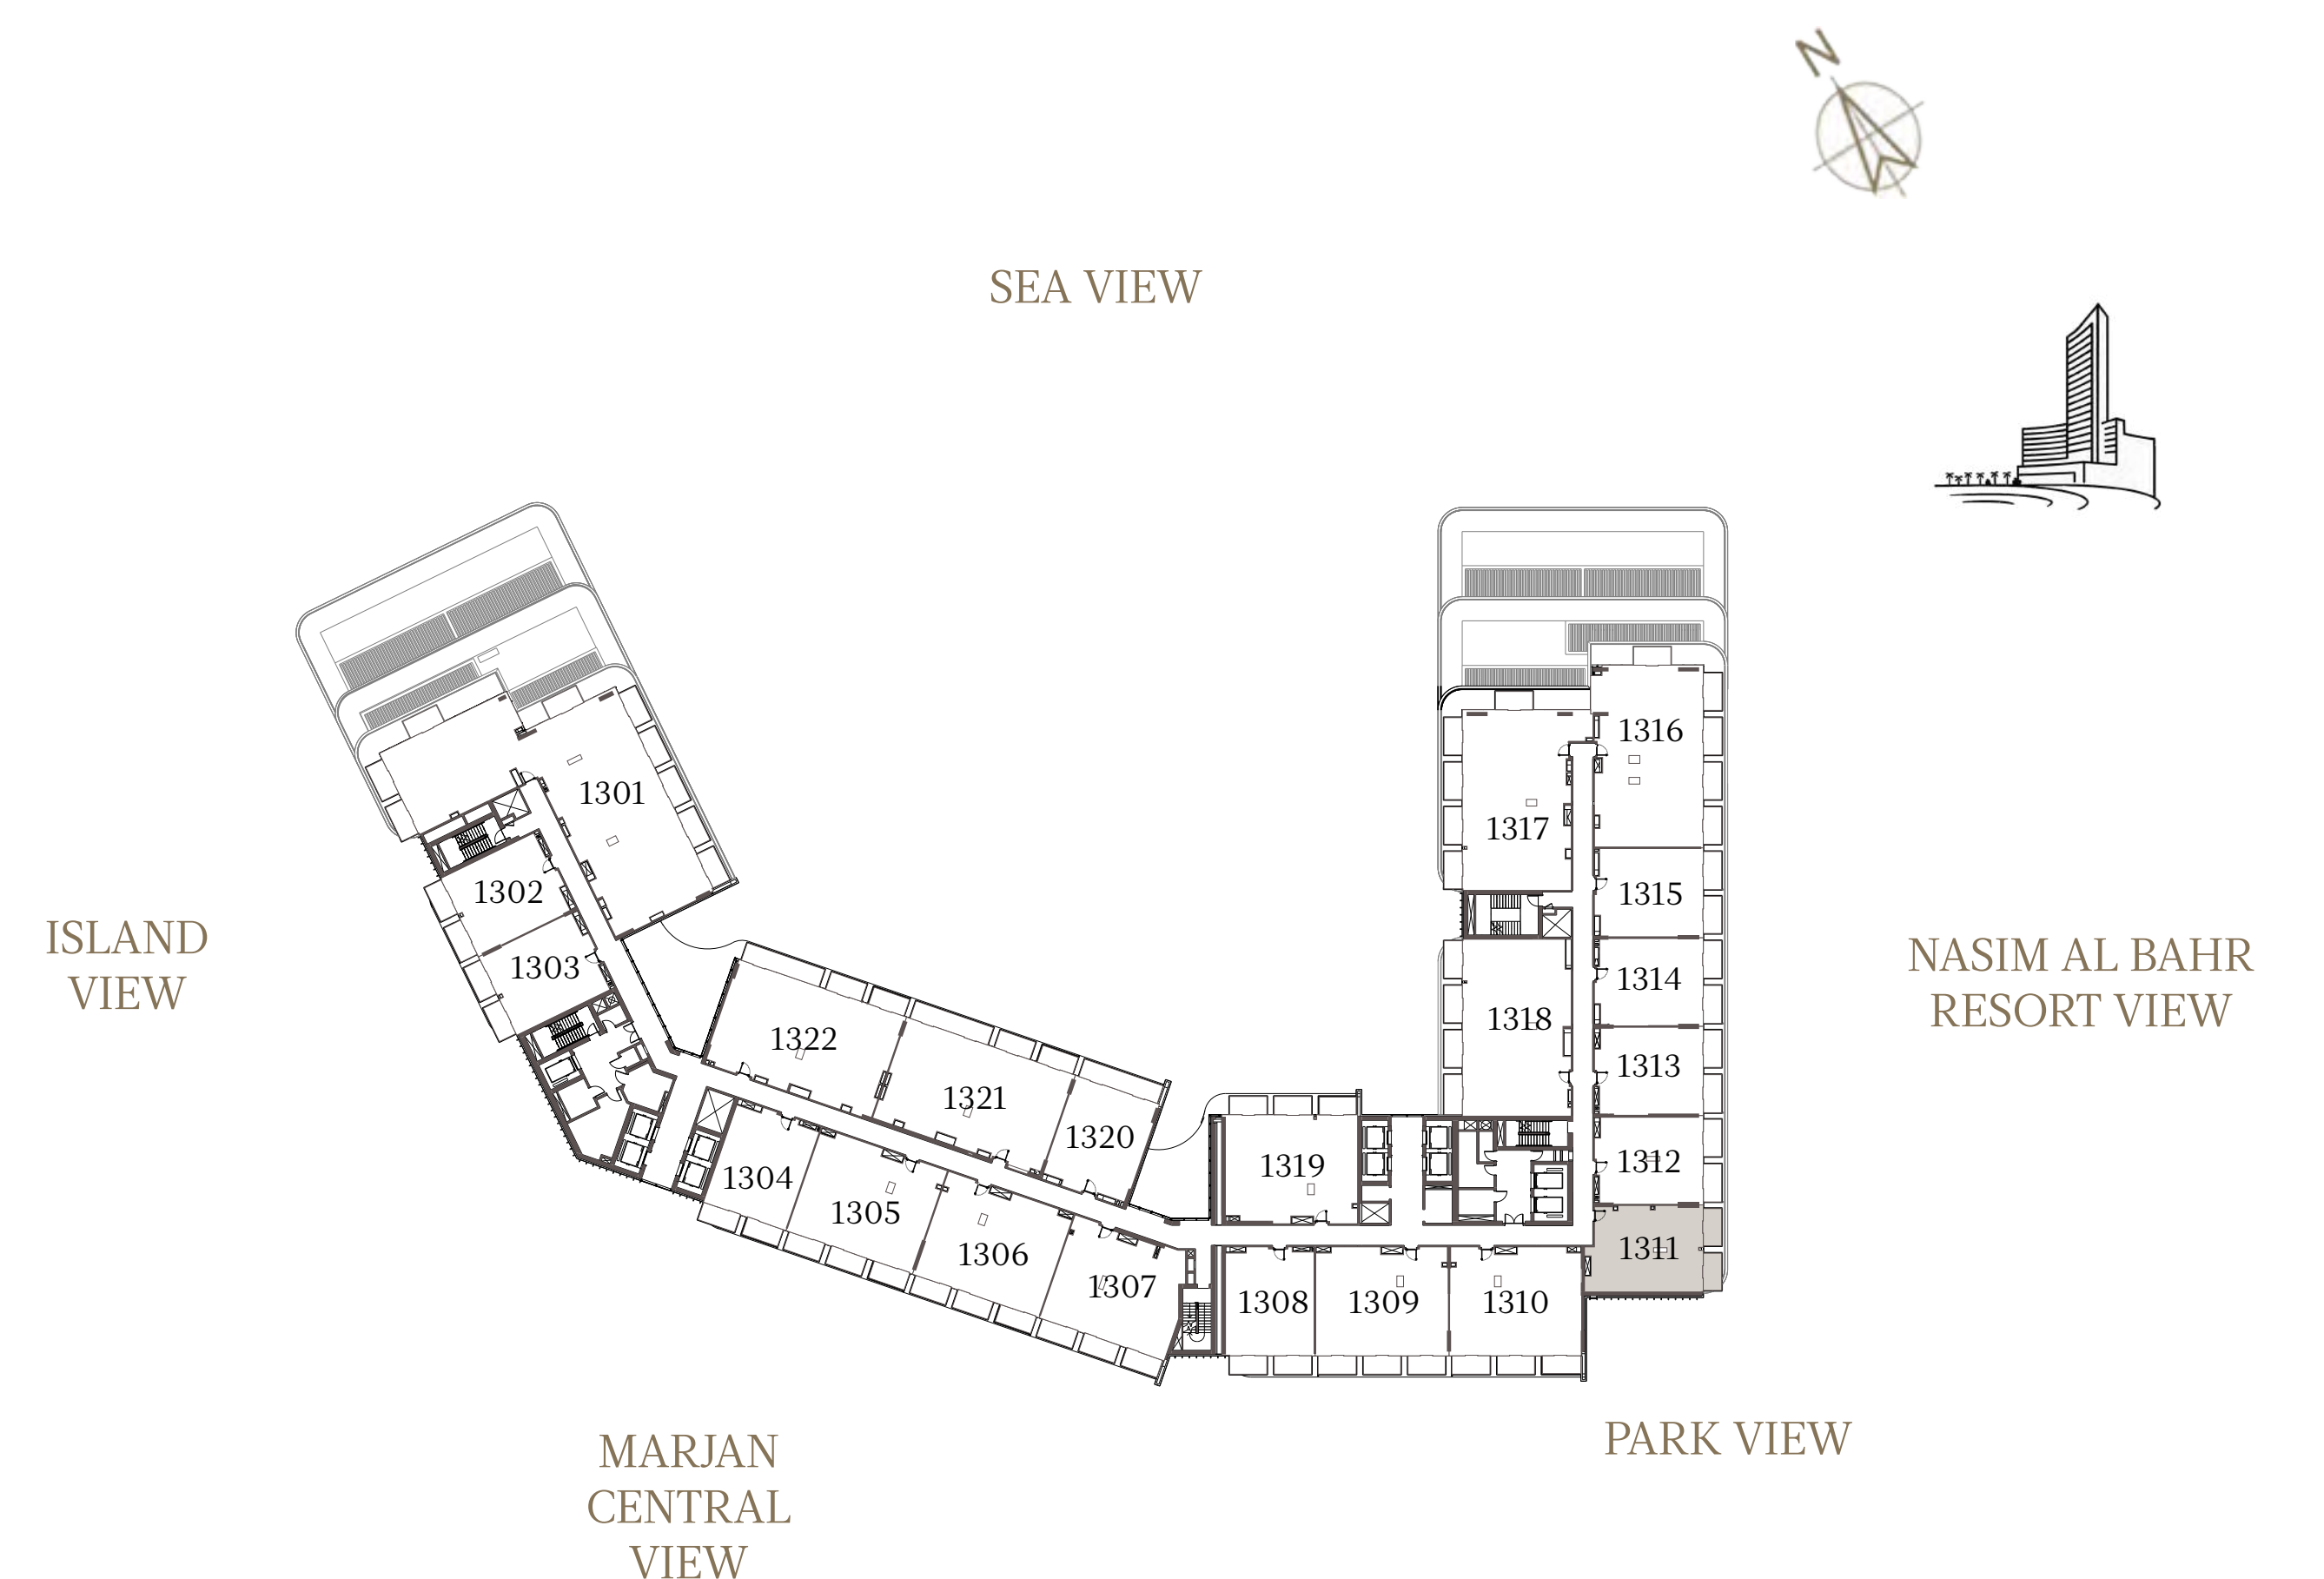 N
SEA VIEW
1316
1301
1317
1302
1315
ISLAND
VIEW
NASIM AL BAHR
RESORT VIEW
1303
1314
1318
1322
1313
1321
1320
1312
1319
1304
1305
1311
1306
1307
1308
1309
1310
PARK VIEW
MARJAN
CENTRAL
VIEW